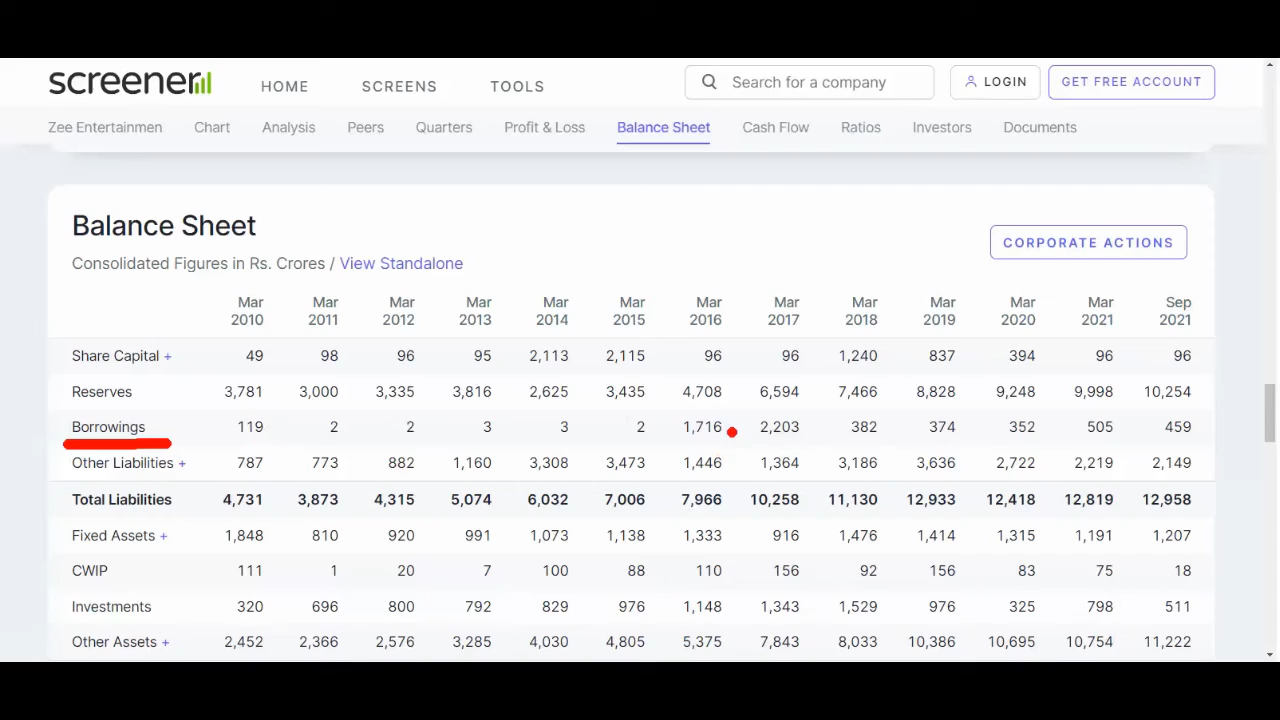 screener
HOME SCREENS TOOLS Search for a company LOGIN GET FREE ACCOUNT
Zee Entertainmen Chart Analysis Peers Quarters Profit & Loss Balance Sheet Cash Flow Ratios Investors Documents
Balance Sheet
CORPORATE ACTIONS
Consolidated Figures in Rs. Crores / View Standalone
Mar 2010 Mar 2011 Mar 2012 Mar 2013 Mar 2014 Mar 2015 Mar 2016 Mar 2017 Mar 2018 Mar 2019 Mar 2020 Mar 2021 Sep 2021
Share Capital + 49 98 96 95 2,113 2,115 96 96 1,240 837 394 96 96
Reserves 3,781 3,000 3,335 3,816 2,625 3,435 4,708 6,594 7,466 8,828 9,248 9,998 10,254
Borrowings 119 2 2 3 3 2 1,716 2,203 382 374 352 505 459
Other Liabilities + 787 773 882 1,160 3,308 3,473 1,446 1,364 3,186 3,636 2,722 2,219 2,149
Total Liabilities 4,731 3,873 4,315 5,074 6,032 7,006 7,966 10,258 11,130 12,933 12,418 12,819 12,958
Fixed Assets + 1,848 810 920 991 1,073 1,138 1,333 916 1,476 1,414 1,315 1,191 1,207
CWIP 111 1 20 7 100 88 110 156 92 156 83 75 18
Investments 320 696 800 792 829 976 1,148 1,343 1,529 976 325 798 511
Other Assets + 2,452 2,366 2,576 3,285 4,030 4,805 5,375 7,843 8,033 10,386 10,695 10,754 11,222